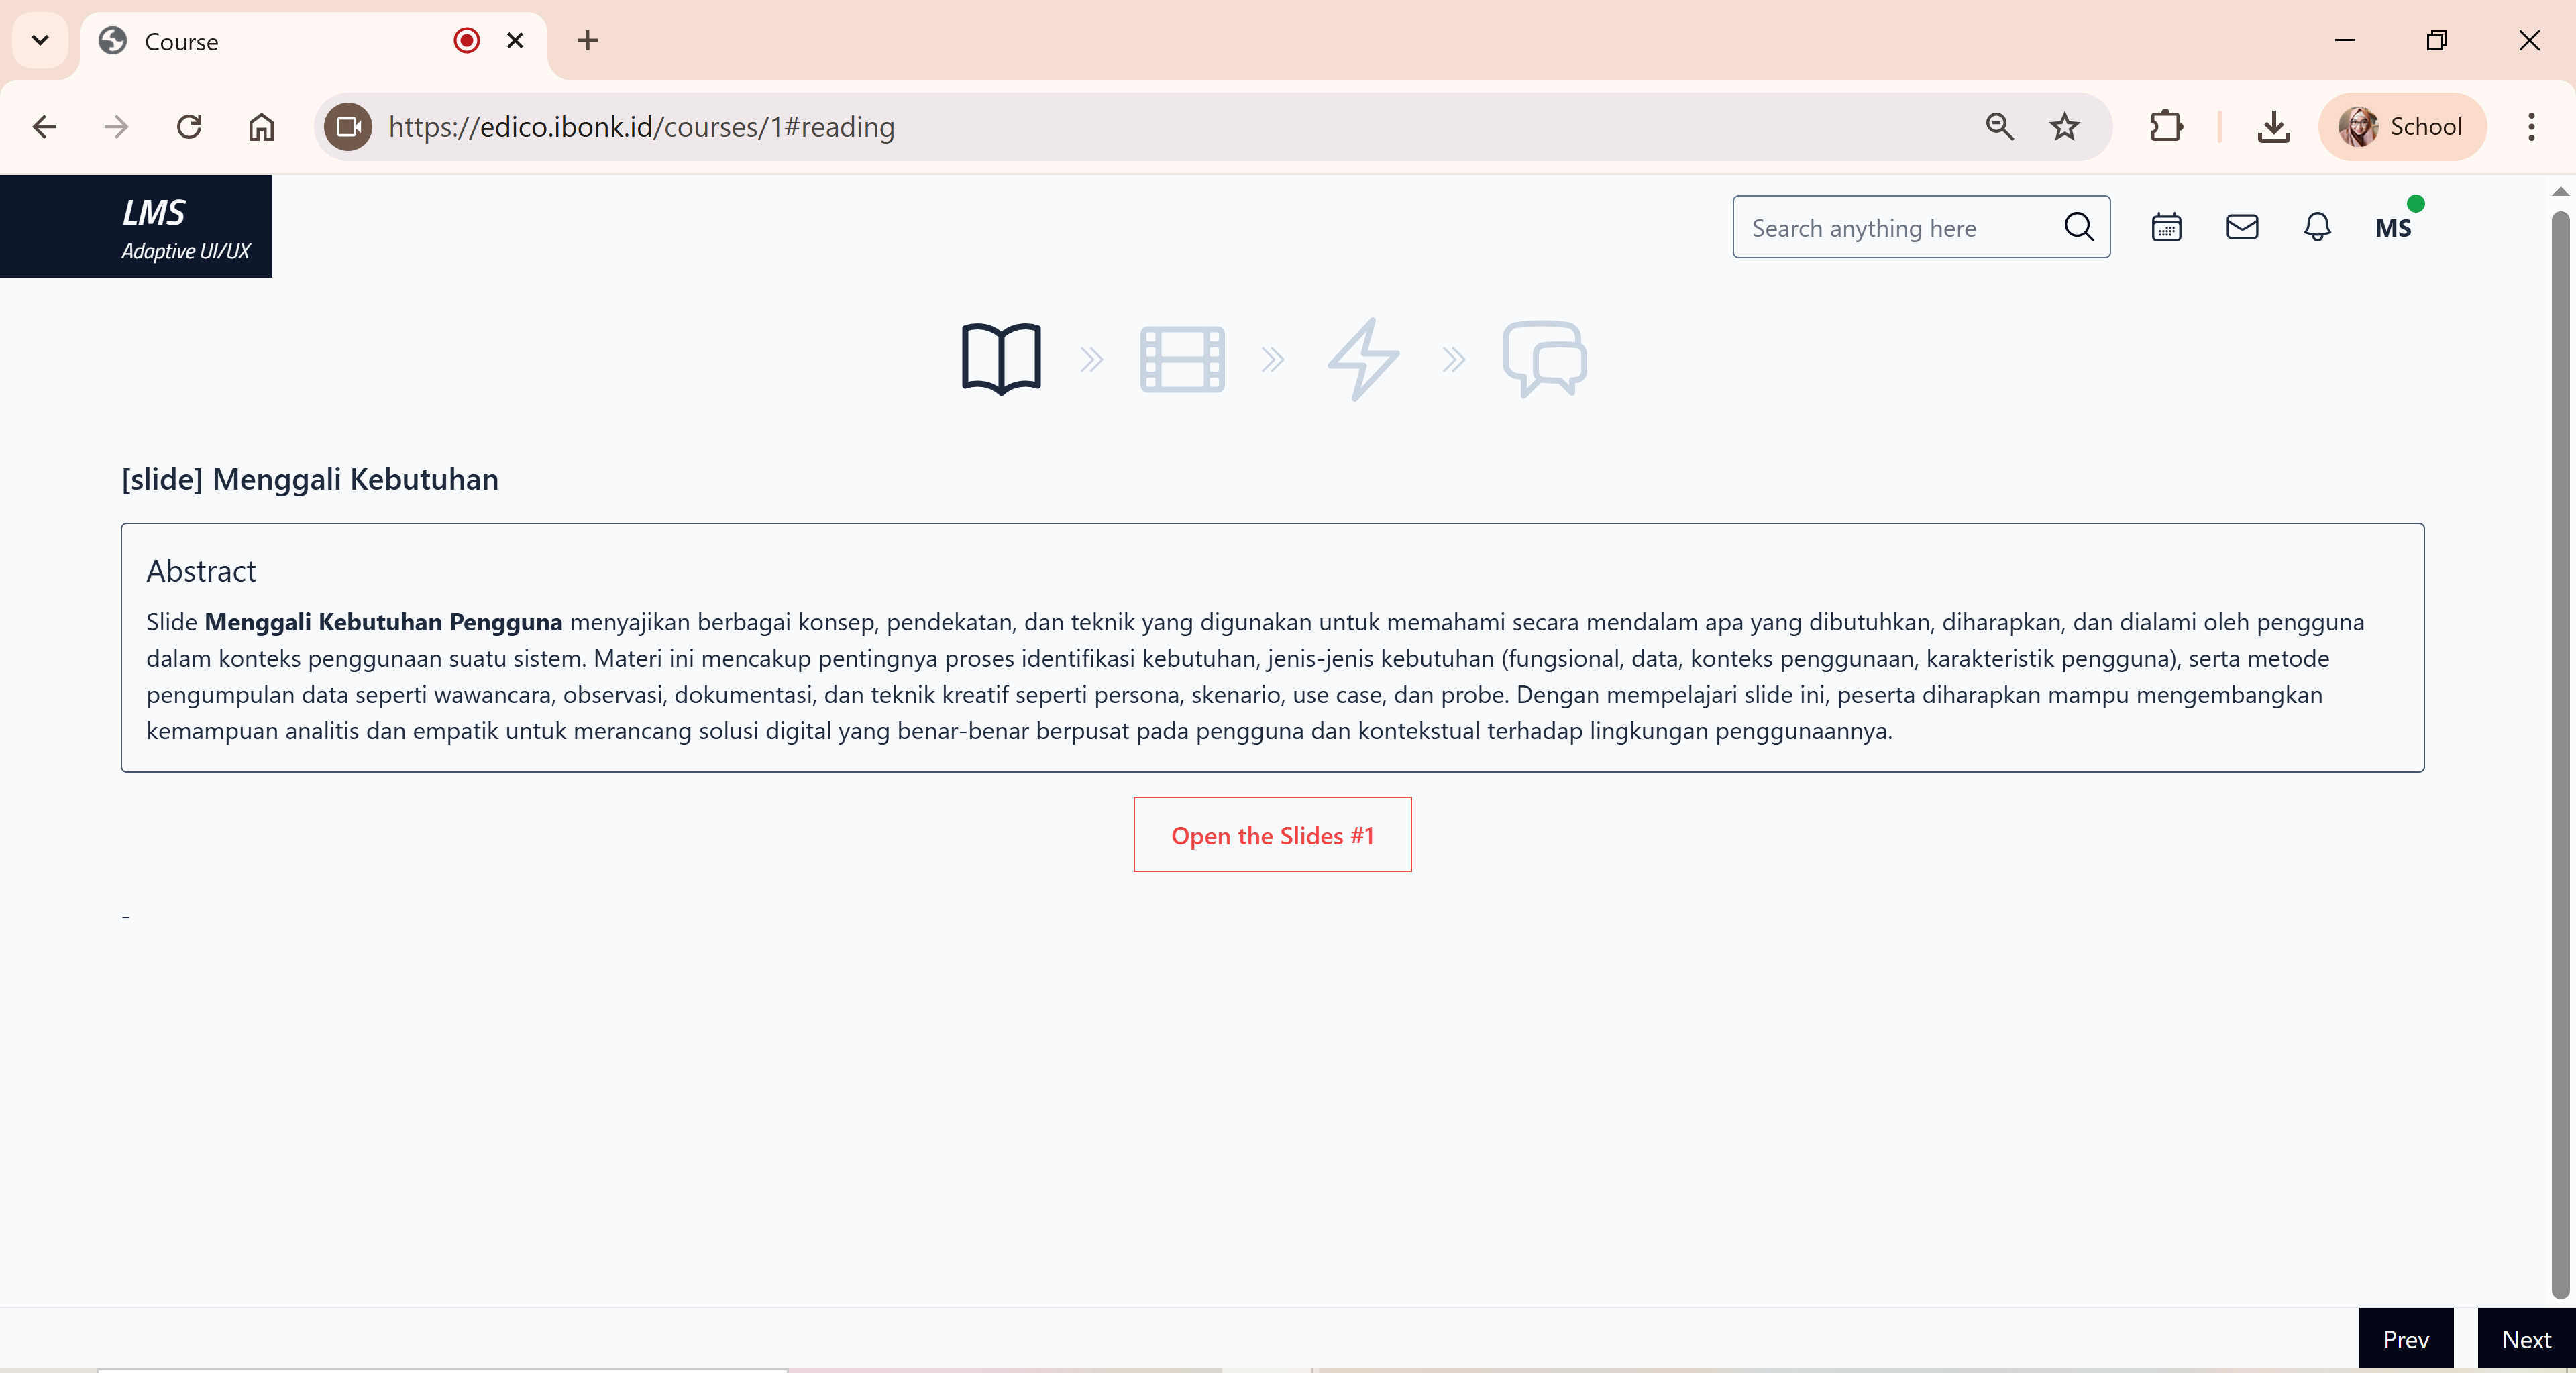 Course
https://edico.ibonk.id/courses/1#reading
School
LMS
Adaptive UI/UX
Search anything here
MS
[slide] Menggali Kebutuhan
Abstract
Slide Menggali Kebutuhan Pengguna menyajikan berbagai konsep, pendekatan, dan teknik yang digunakan untuk memahami secara mendalam apa yang dibutuhkan, diharapkan, dan dialami oleh pengguna
dalam konteks penggunaan suatu sistem. Materi ini mencakup pentingnya proses identifikasi kebutuhan, jenis-jenis kebutuhan (fungsional, data, konteks penggunaan, karakteristik pengguna), serta metode
pengumpulan data seperti wawancara, observasi, dokumentasi, dan teknik kreatif seperti persona, skenario, use case, dan probe. Dengan mempelajari slide ini, peserta diharapkan mampu mengembangkan
kemampuan analitis dan empatik untuk merancang solusi digital yang benar-benar berpusat pada pengguna dan kontekstual terhadap lingkungan penggunaannya.
Open the Slides #1
-
Prev
Next